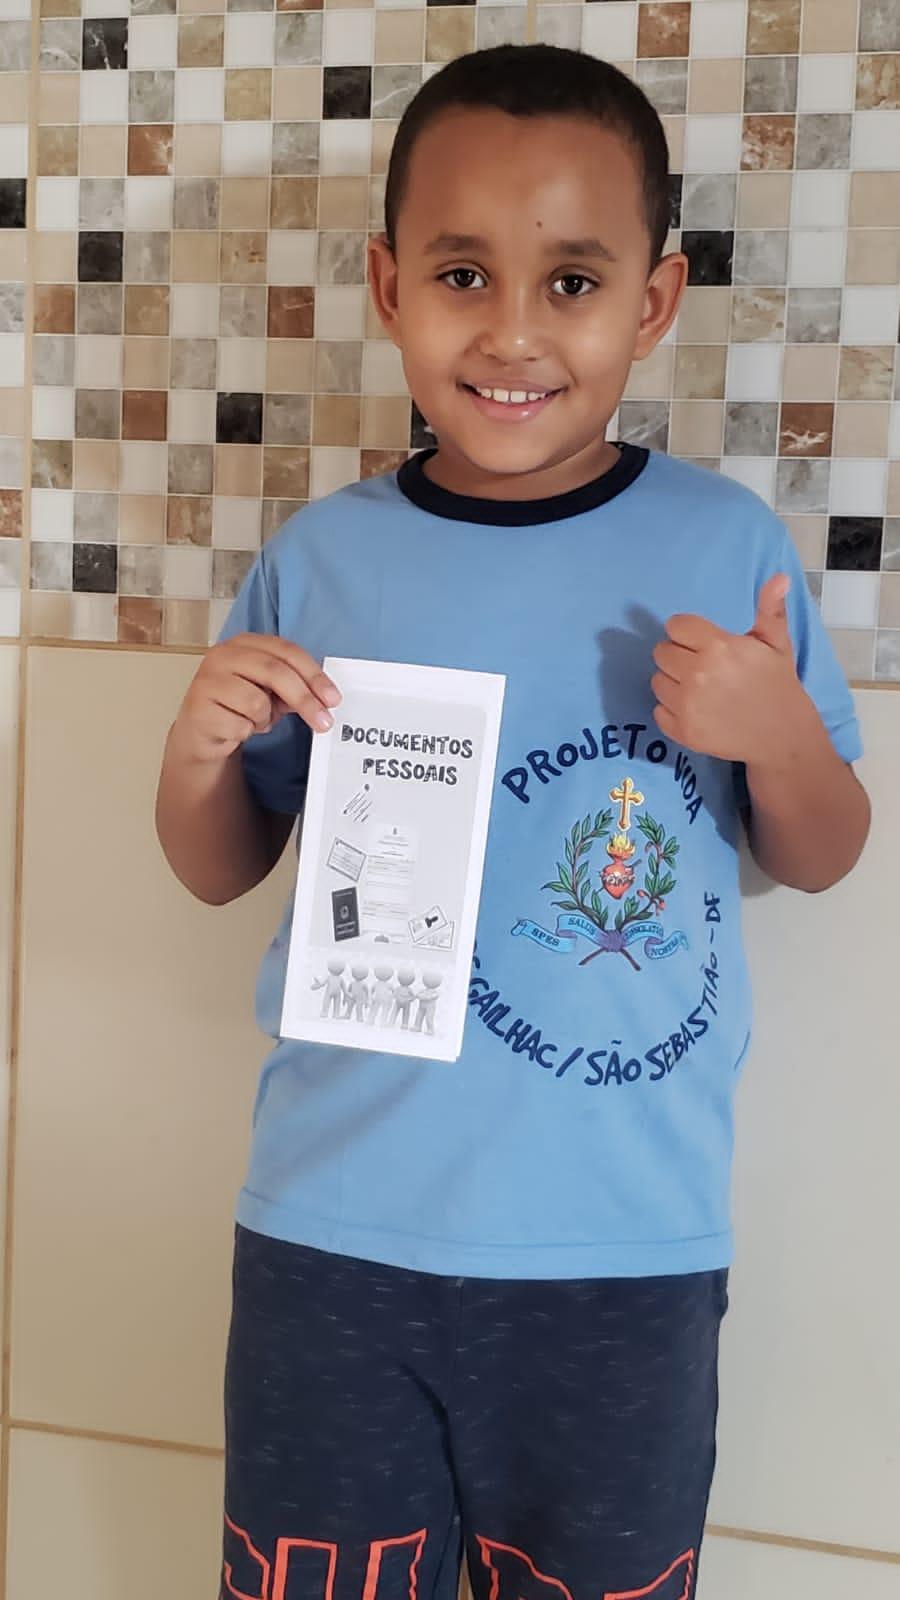 DOCUMENTOS
PESSOAIS
PROJETO VIDA
SPES
SALUS
NOSTRA
GAILHAC / SÃO SEBASTIÃO - DF